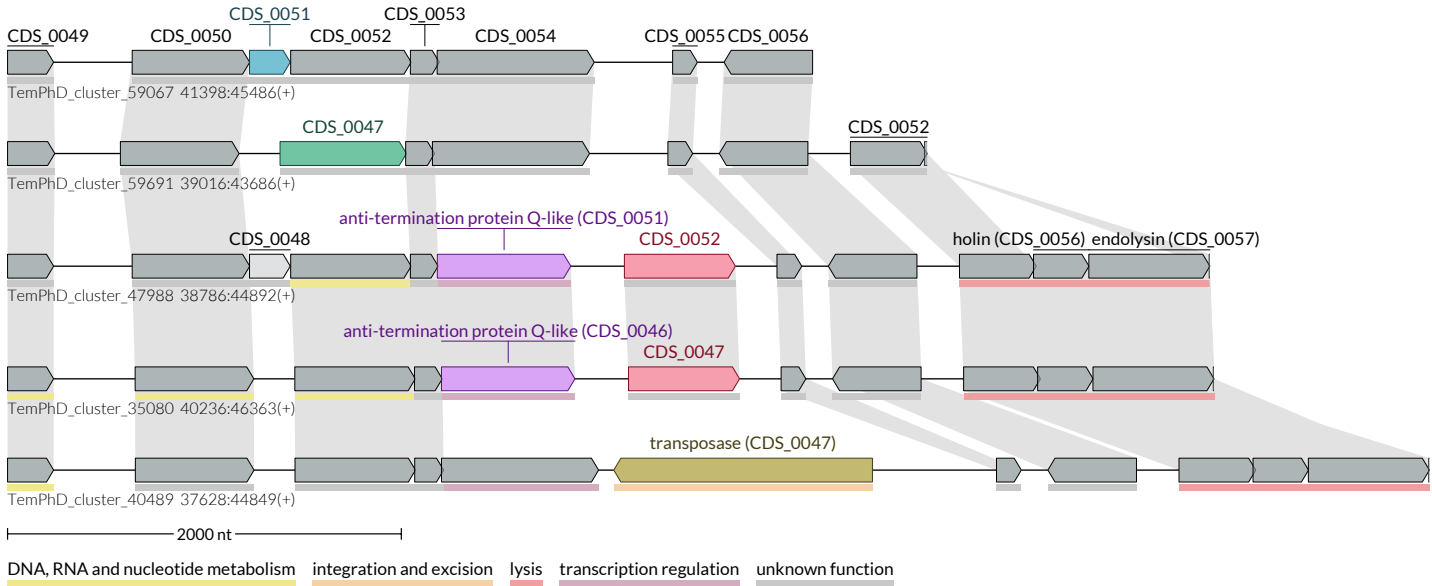 CDS_0051 CDS_0053
CDS_0049 CDS_0050 CDS_0052 CDS_0054 CDS_0055 CDS_0056
TemPhD_cluster_59067 41398:45486(+)
CDS_0047 CDS_0052
TemPhD_cluster_59691 39016:43686(+)
anti-termination protein Q-like (CDS_0051)
CDS_0048 CDS_0052 holin (CDS_0056) endolysin (CDS_0057)
TemPhD_cluster_47988 38786:44892(+)
anti-termination protein Q-like (CDS_0046)
CDS_0047
TemPhD_cluster_35080 40236:46363(+)
transposase (CDS_0047)
TemPhD_cluster_40489 37628:44849(+)
2000 nt
DNA, RNA and nucleotide metabolism integration and excision lysis transcription regulation unknown function